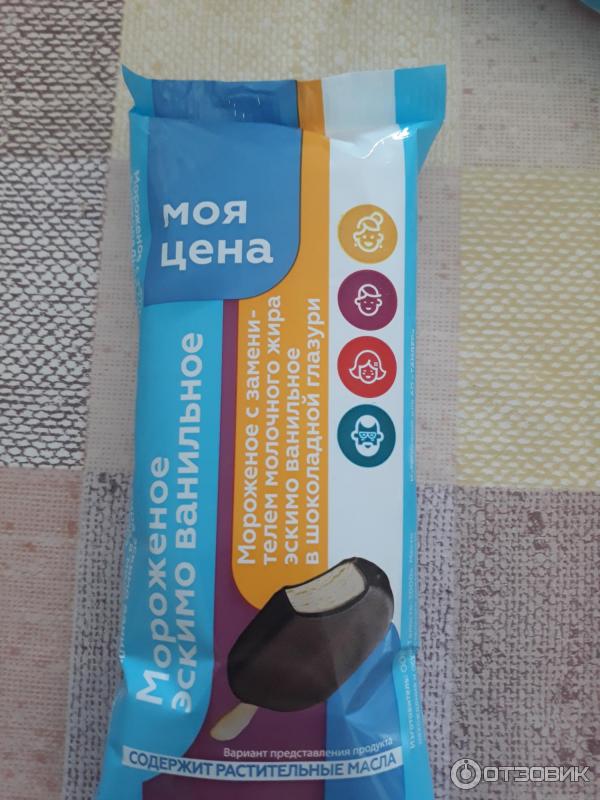 моя
цена
Мороженое
эскимо ванильное
Мороженое с замени-
телем молочного жира
эскимо ванильное
в шоколадной глазури
Вариант представления продукта
СОДЕРЖИТ РАСТИТЕЛЬНЫЕ МАСЛА
ОТЗОВИК